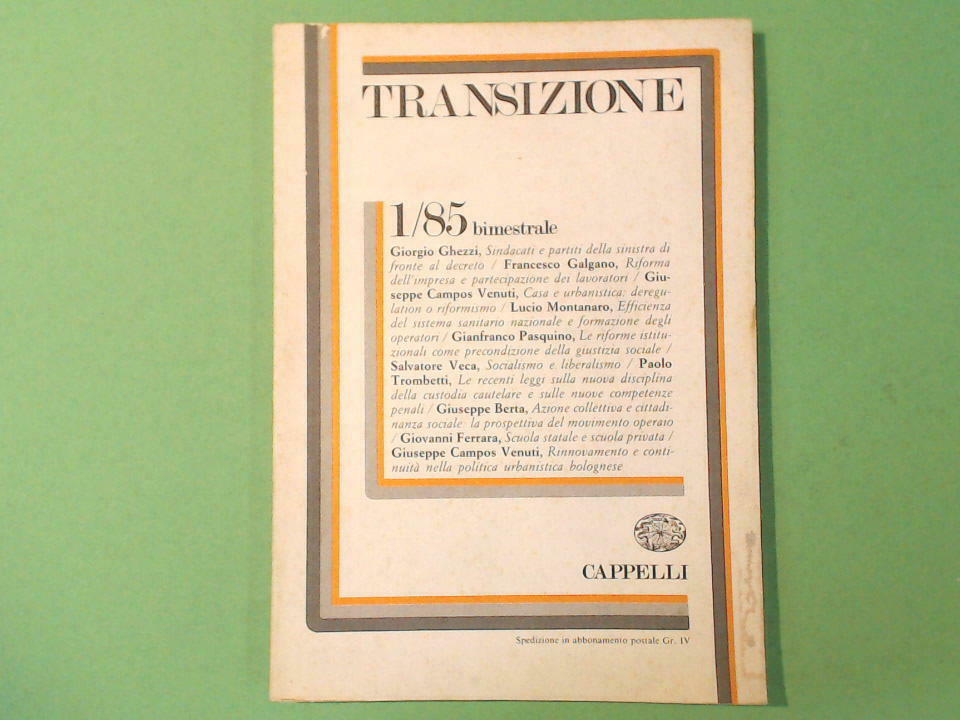 TRANSIZIONE
1/85 bimestrale
Giorgio Ghezzi, Sindacati e partiti della sinistra di
fronte al decreto / Francesco Galgano, Riforma
dell'impresa e partecipazione dei lavoratori / Giu-
seppe Campos Venuti, Casa e urbanistica: deregu-
lation o riformismo / Lucio Montanaro, Efficienza
del sistema sanitario nazionale e formazione degli
operatori / Gianfranco Pasquino, Le riforme istitu-
zionali come precondizione della giustizia sociale /
Salvatore Veca, Socialismo e liberalismo / Paolo
Trombetti, Le recenti leggi sulla nuova disciplina
della custodia cautelare e sulle nuove competenze
penali / Giuseppe Berta, Azione collettiva e cittadi-
nanza sociale: la prospettiva del movimento operaio
/ Giovanni Ferrara, Scuola statale e scuola privata /
Giuseppe Campos Venuti, Rinnovamento e conti-
nuità nella politica urbanistica bolognese
CAPPELLI
Spedizione in abbonamento postale Gr. IV